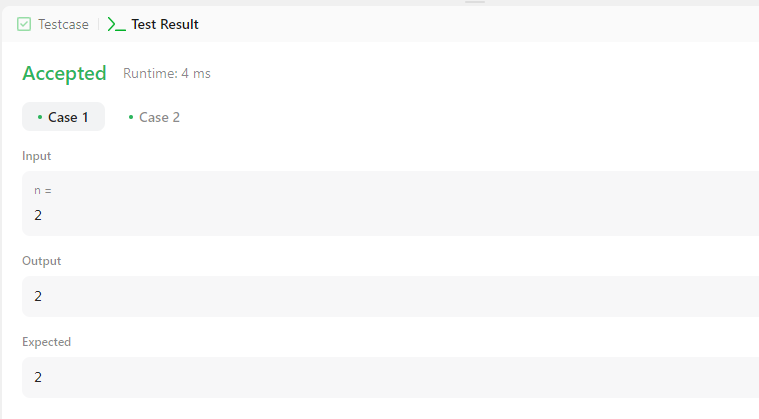 Testcase | Test Result
Accepted Runtime: 4 ms
• Case 1 • Case 2
Input
n =
2
Output
2
Expected
2